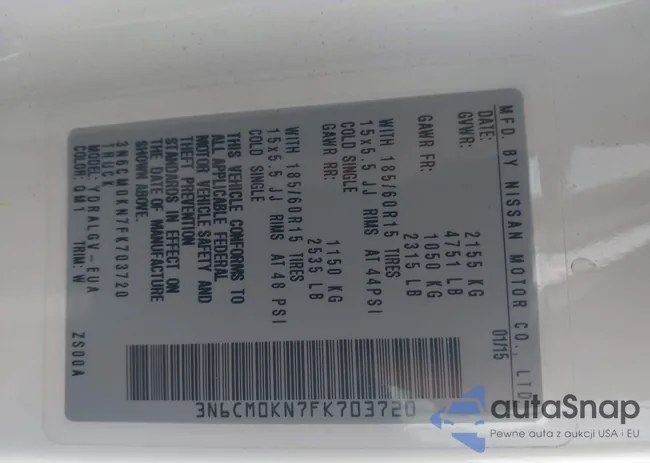 MFD. BY NISSAN MOTOR CO., LTD.
DATE: 01/15
GVWR: 2155 KG
4751 LB
GAWR FR: 1050 KG
2315 LB
WITH 185/60R15 TIRES
15x5.5 JJ RIMS AT 44PSI
COLD SINGLE
GAWR RR: 1150 KG
2535 LB
WITH 185/60R15 TIRES
15x5.5 JJ RIMS AT 48 PSI
COLD SINGLE
THIS VEHICLE CONFORMS TO
ALL APPLICABLE FEDERAL
MOTOR VEHICLE SAFETY AND
THEFT PREVENTION
STANDARDS IN EFFECT ON
THE DATE OF MANUFACTURE
SHOWN ABOVE.
3N6CM0KN7FK703720
TRUCK
MODEL: YDRALGV-EUA
COLOR: QM1 TRIM: W ZS00A
3N6CM0KN7FK703720
autoSnap
Pewne auta z aukcji USA i EU